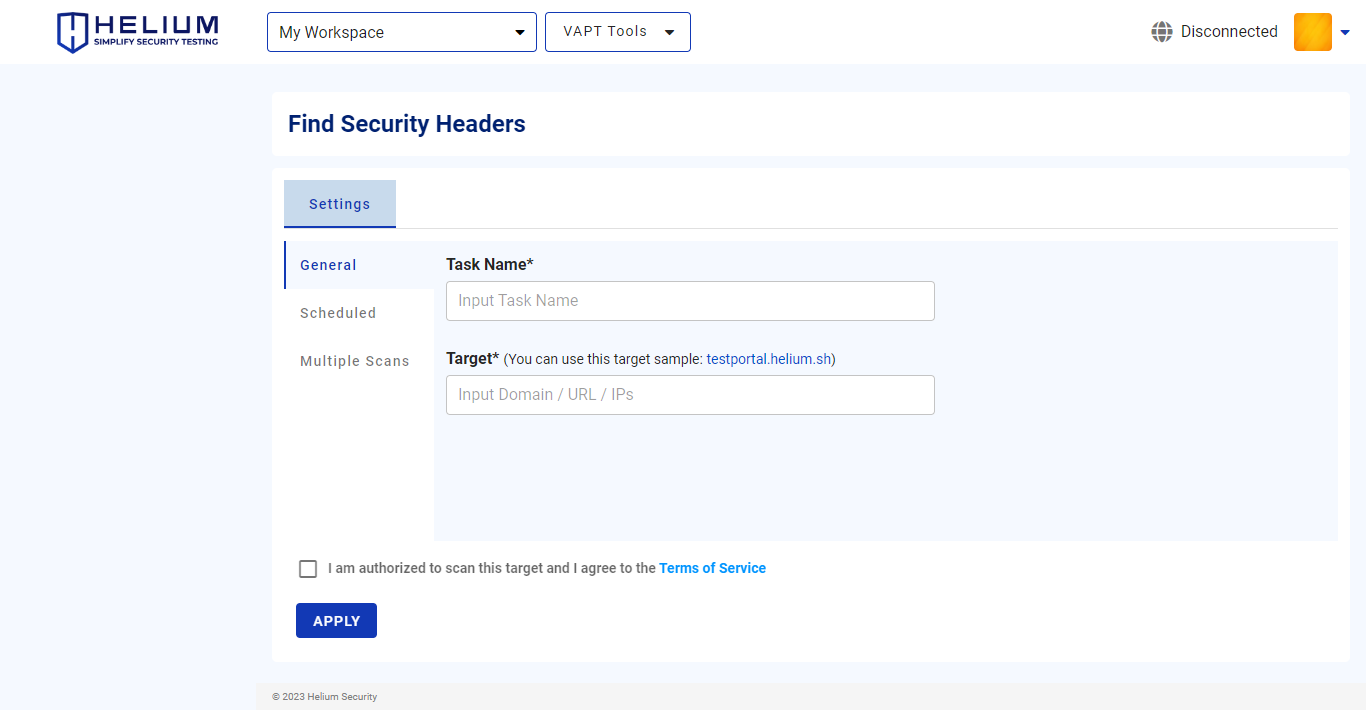 HELIUM
SIMPLIFY SECURITY TESTING
My Workspace
VAPT Tools
Disconnected
Find Security Headers
Settings
General
Scheduled
Multiple Scans
Task Name*
Input Task Name
Target* (You can use this target sample: testportal.helium.sh)
Input Domain / URL / IPs
I am authorized to scan this target and I agree to the Terms of Service
APPLY
© 2023 Helium Security